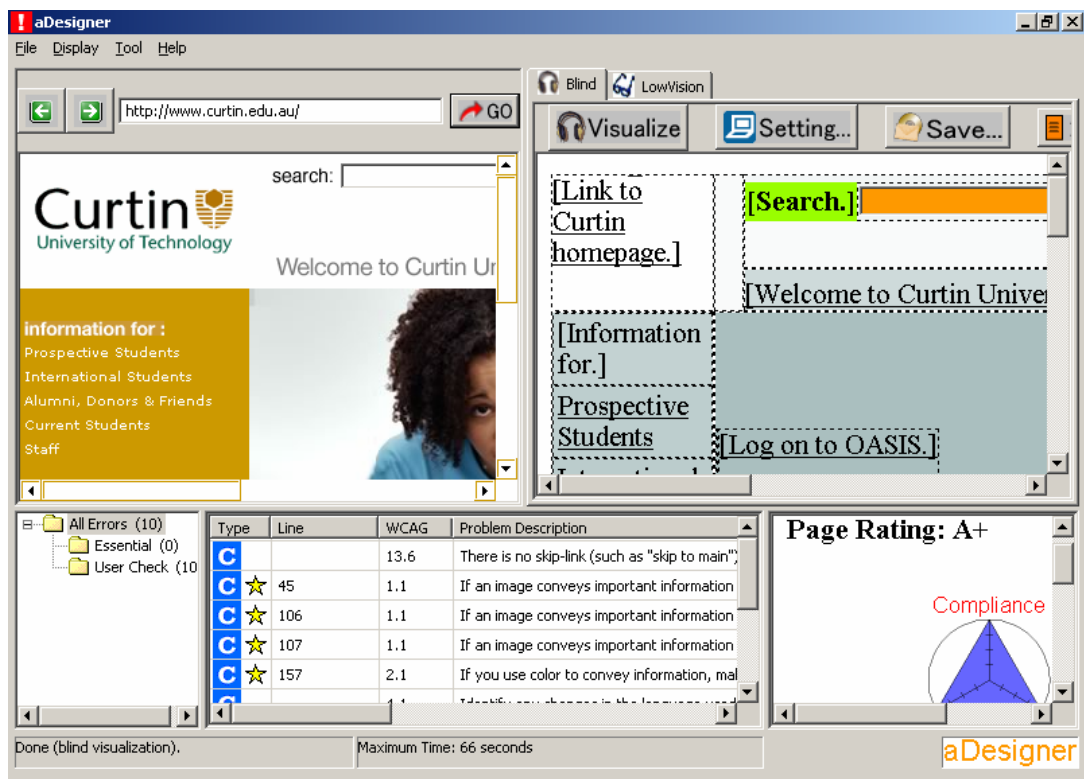 aDesigner
File Display Tool Help
http://www.curtin.edu.au/
GO
search:
Curtin
University of Technology
Welcome to Curtin Un
information for :
Prospective Students
International Students
Alumni, Donors & Friends
Current Students
Staff
Blind LowVision
Visualize Setting... Save...
[Link to
Curtin
homepage.]
[Search.]
[Welcome to Curtin Univer
[Information
for.]
Prospective
Students
[Log on to OASIS.]
All Errors (10)
Essential (0)
User Check (10
Type Line WCAG Problem Description
C 13.6 There is no skip-link (such as "skip to main"),
C 45 1.1 If an image conveys important information
C 106 1.1 If an image conveys important information
C 107 1.1 If an image conveys important information
C 157 2.1 If you use color to convey information, mal
Page Rating: A+
Compliance
Done (blind visualization).
Maximum Time: 66 seconds
aDesigner